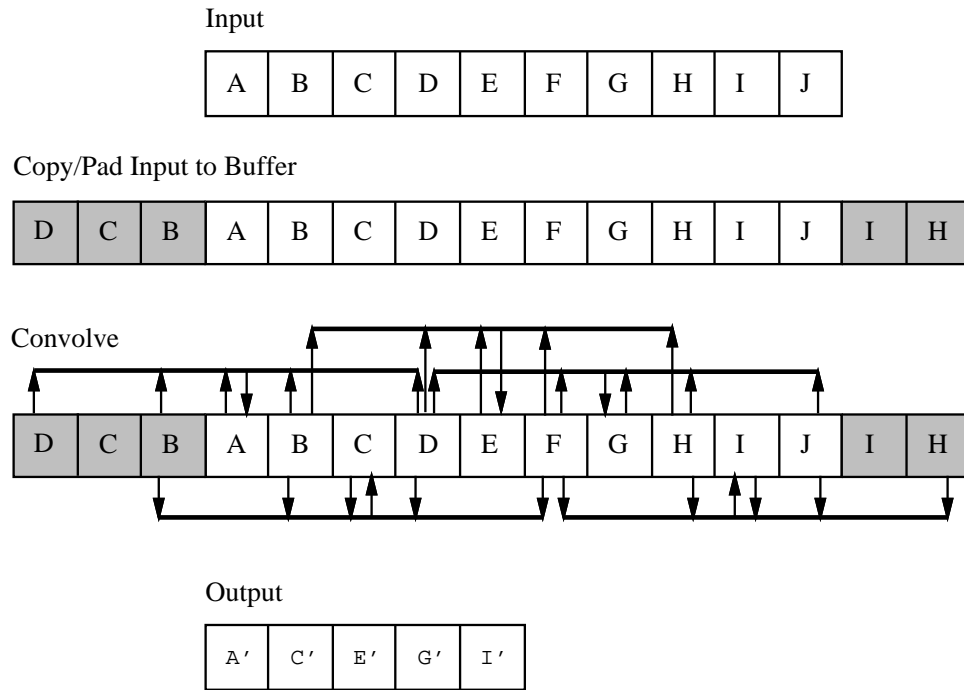 Input
A B C D E F G H I J
Copy/Pad Input to Buffer
D C B A B C D E F G H I J I H
Convolve
D C B A B C D E F G H I J I H
Output
A' C' E' G' I'